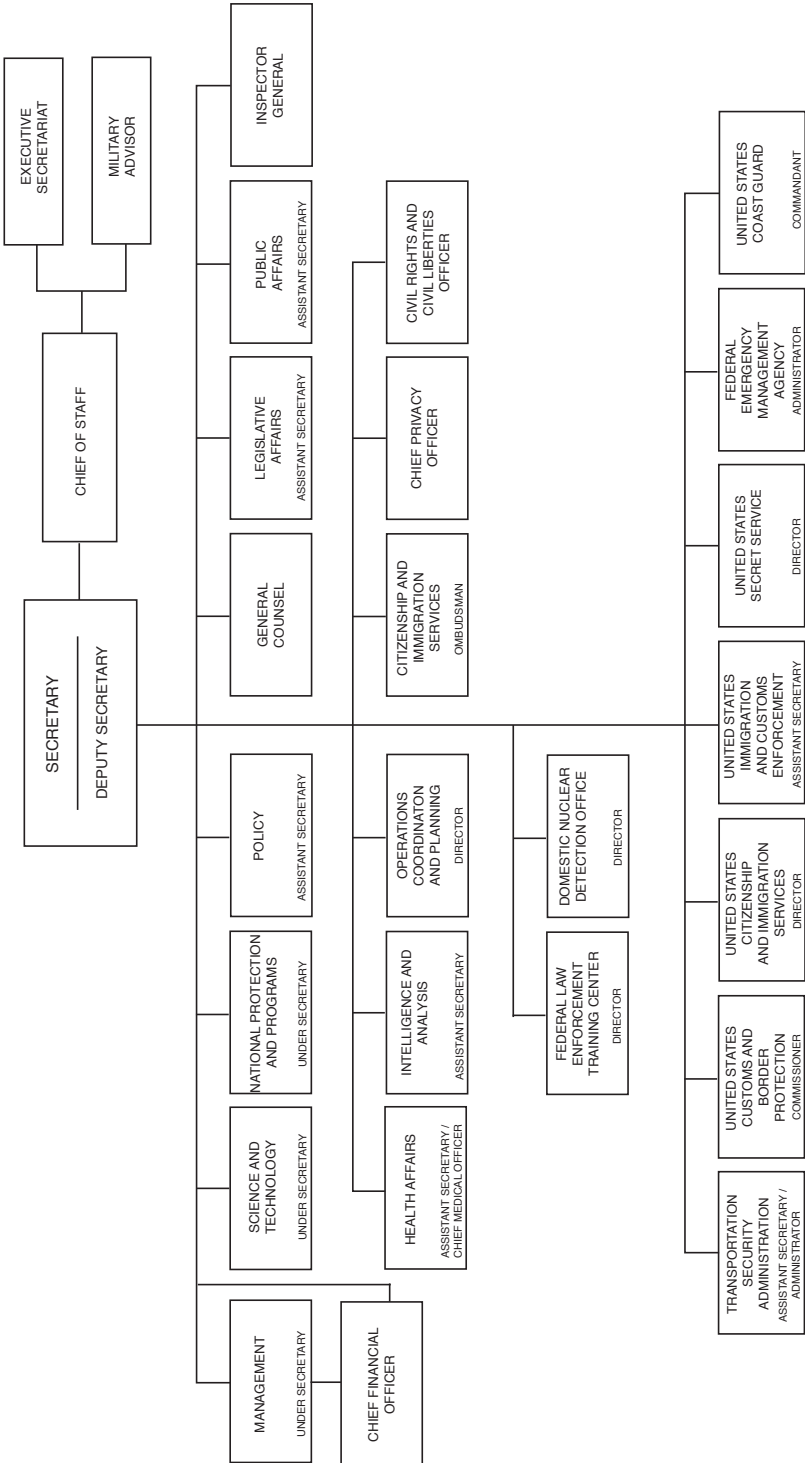 EXECUTIVE
SECRETARIAT
MILITARY
ADVISOR
CHIEF OF STAFF
SECRETARY
DEPUTY SECRETARY
MANAGEMENT
UNDER SECRETARY
CHIEF FINANCIAL
OFFICER
SCIENCE AND
TECHNOLOGY
UNDER SECRETARY
NATIONAL PROTECTION
AND PROGRAMS
UNDER SECRETARY
POLICY
ASSISTANT SECRETARY
GENERAL
COUNSEL
LEGISLATIVE
AFFAIRS
ASSISTANT SECRETARY
PUBLIC
AFFAIRS
ASSISTANT SECRETARY
INSPECTOR
GENERAL
HEALTH AFFAIRS
ASSISTANT SECRETARY /
CHIEF MEDICAL OFFICER
INTELLIGENCE AND
ANALYSIS
ASSISTANT SECRETARY
OPERATIONS
COORDINATON
AND PLANNING
DIRECTOR
CITIZENSHIP AND
IMMIGRATION
SERVICES
OMBUDSMAN
CHIEF PRIVACY
OFFICER
CIVIL RIGHTS AND
CIVIL LIBERTIES
OFFICER
FEDERAL LAW
ENFORCEMENT
TRAINING CENTER
DIRECTOR
DOMESTIC NUCLEAR
DETECTION OFFICE
DIRECTOR
TRANSPORTATION
SECURITY
ADMINISTRATION
ASSISTANT SECRETARY /
ADMINISTRATOR
UNITED STATES
CUSTOMS AND
BORDER
PROTECTION
COMMISSIONER
UNITED STATES
CITIZENSHIP
AND IMMIGRATION
SERVICES
DIRECTOR
UNITED STATES
IMMIGRATION
AND CUSTOMS
ENFORCEMENT
ASSISTANT SECRETARY
UNITED STATES
SECRET SERVICE
DIRECTOR
FEDERAL
EMERGENCY
MANAGEMENT
AGENCY
ADMINISTRATOR
UNITED STATES
COAST GUARD
COMMANDANT